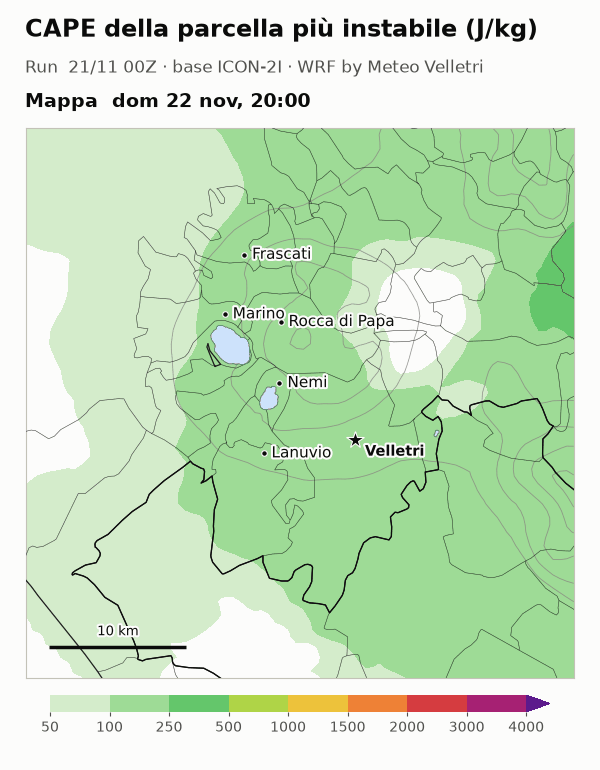 CAPE della parcella più instabile (J/kg)
Run  21/11 00Z · base ICON-2I · WRF by Meteo Velletri
Mappa  dom 22 nov, 20:00
Frascati
Marino
Rocca di Papa
Nemi
Velletri
Lanuvio
10 km
50 100 250 500 1000 1500 2000 3000 4000